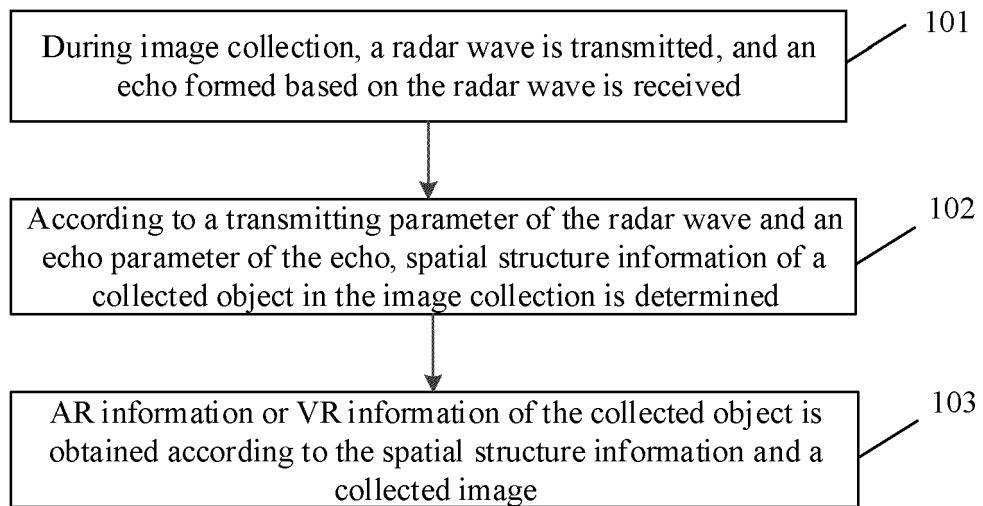 During image collection, a radar wave is transmitted, and an
echo formed based on the radar wave is received
101
According to a transmitting parameter of the radar wave and an
echo parameter of the echo, spatial structure information of a
collected object in the image collection is determined
102
AR information or VR information of the collected object is
obtained according to the spatial structure information and a
collected image
103